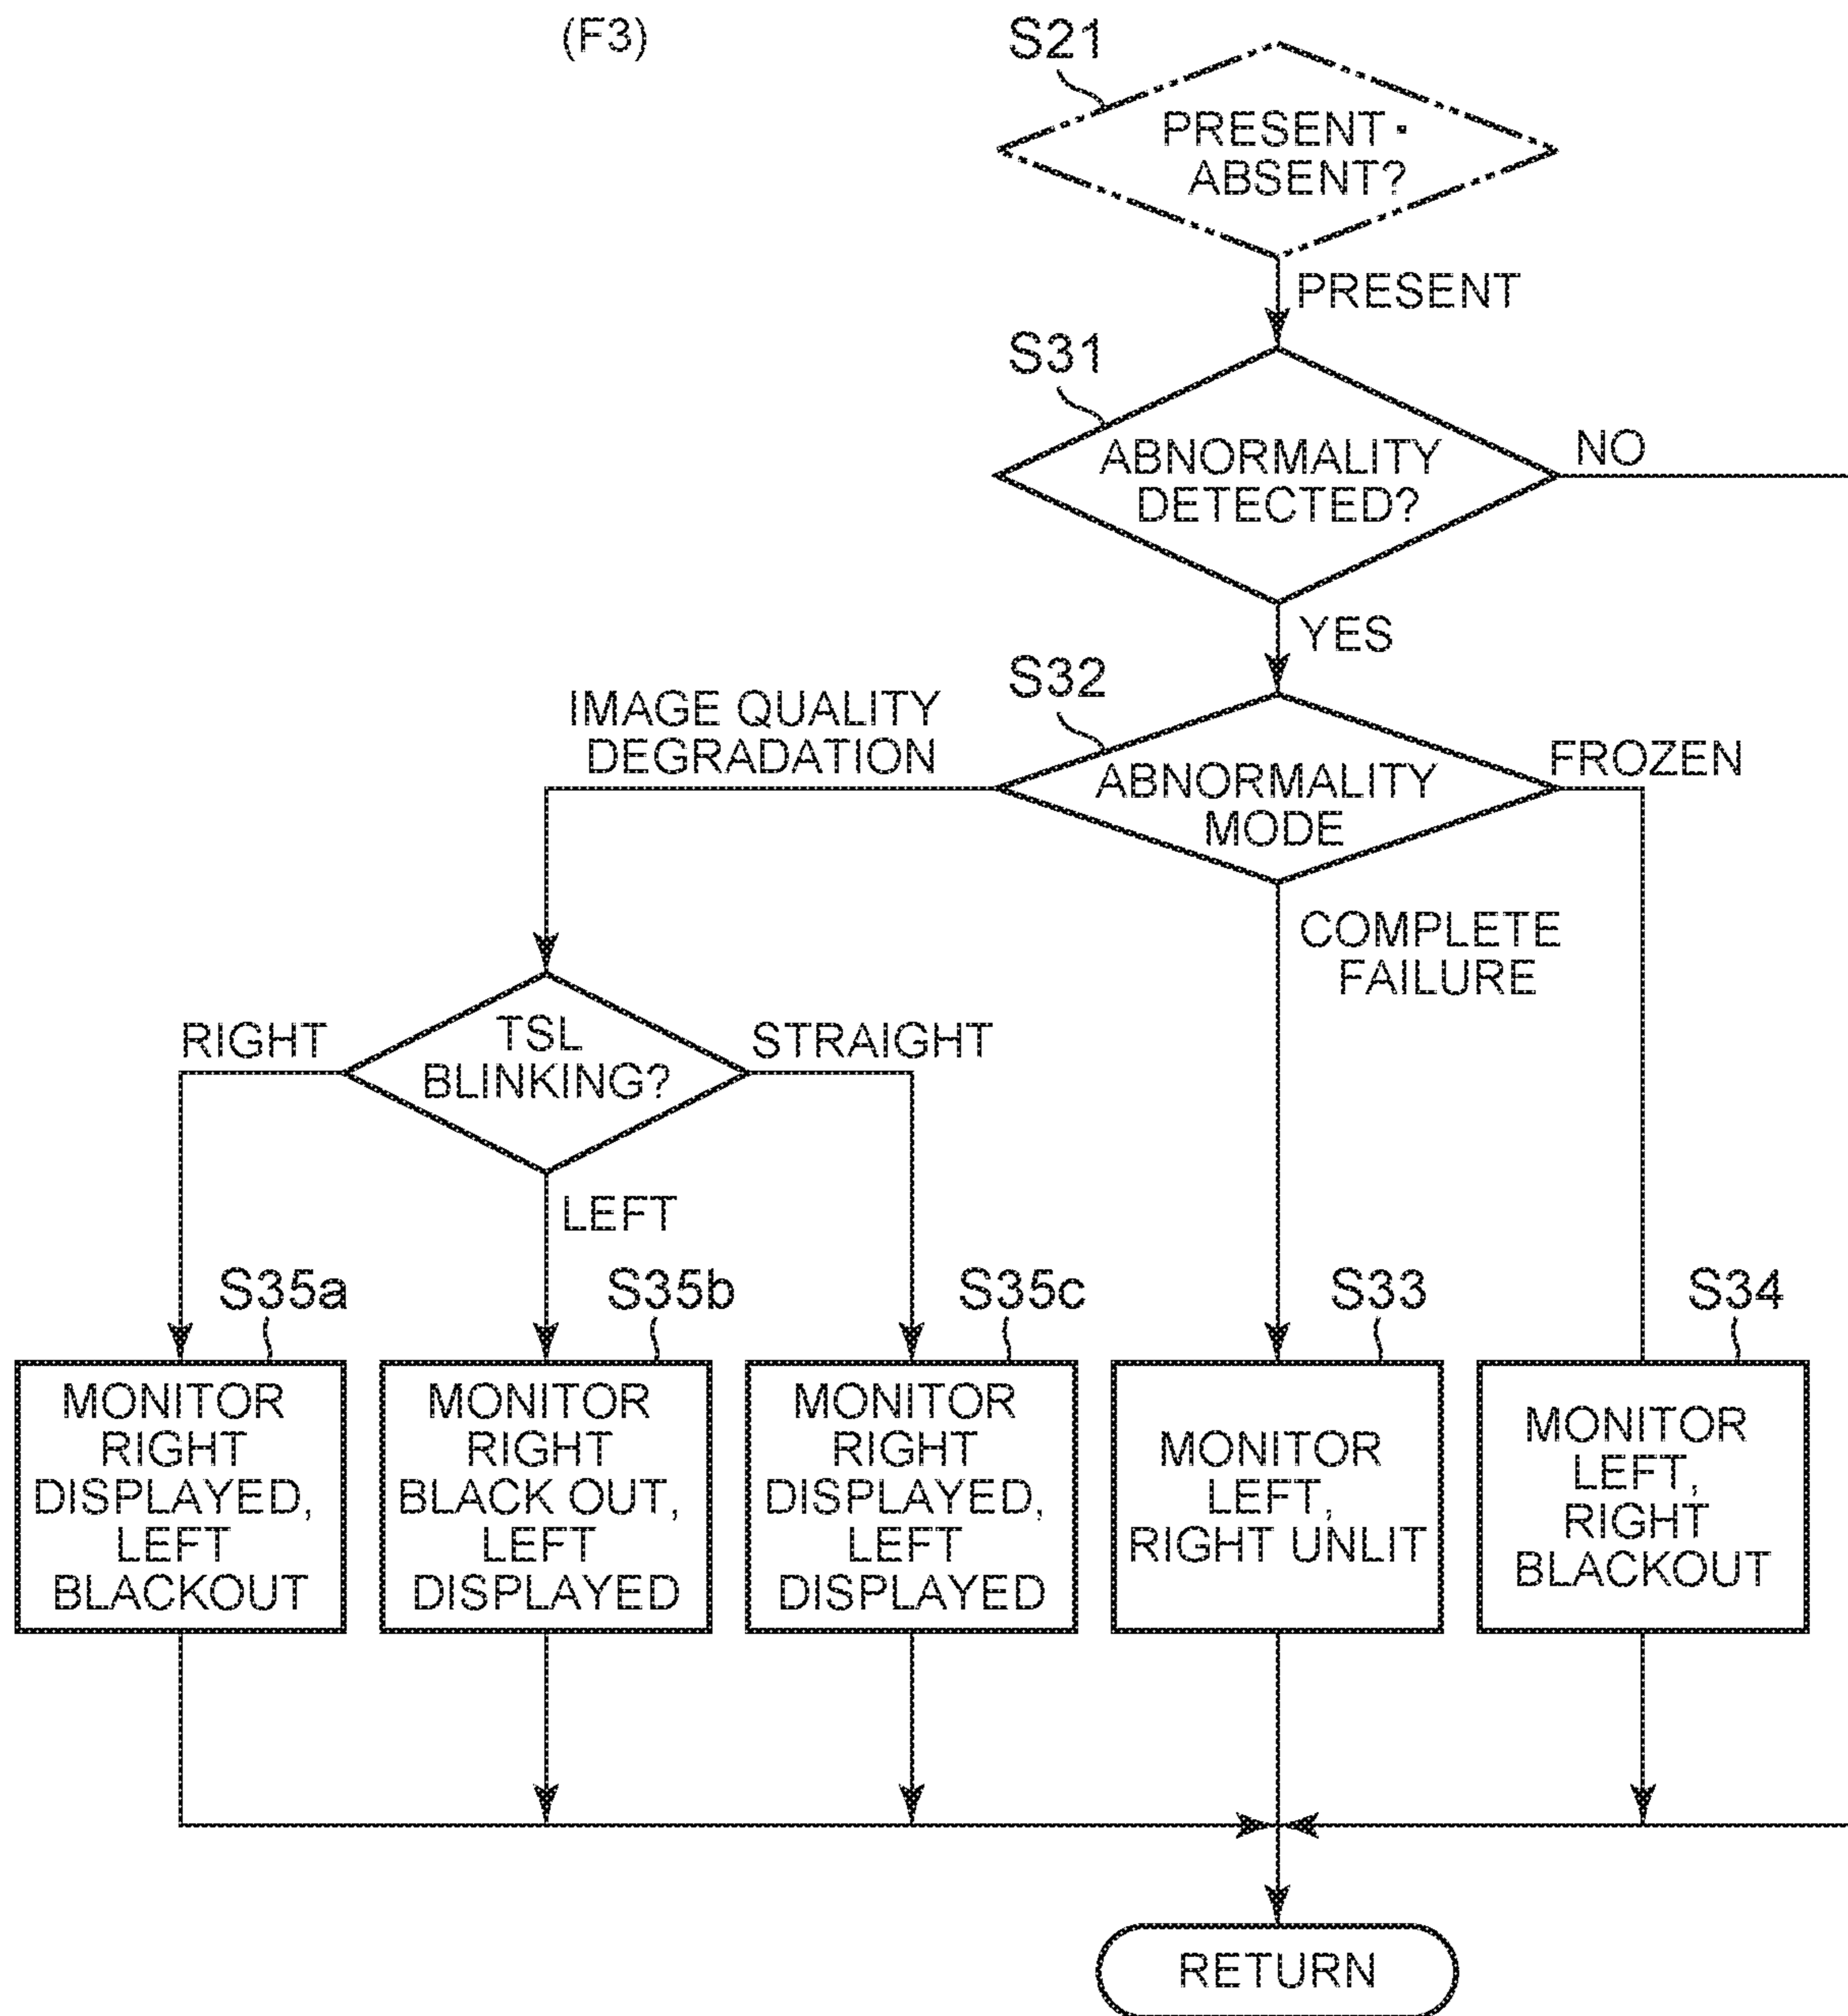 (F3)
S21
PRESENT·
ABSENT?
PRESENT
S31
ABNORMALITY
DETECTED?
NO
YES
S32
IMAGE QUALITY
DEGRADATION
ABNORMALITY
MODE
FROZEN
COMPLETE
FAILURE
RIGHT
TSL
BLINKING?
STRAIGHT
LEFT
S35a
S35b
S35c
S33
S34
MONITOR
RIGHT
DISPLAYED,
LEFT
BLACKOUT
MONITOR
RIGHT
BLACK OUT,
LEFT
DISPLAYED
MONITOR
RIGHT
DISPLAYED,
LEFT
DISPLAYED
MONITOR
LEFT,
RIGHT UNLIT
MONITOR
LEFT,
RIGHT
BLACKOUT
RETURN